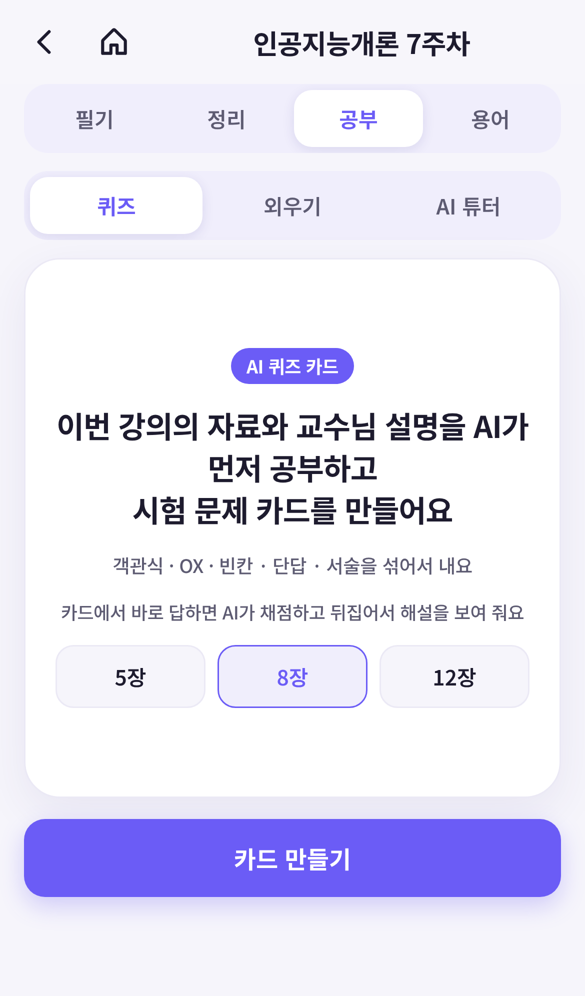 인공지능개론 7주차
필기 정리 공부 용어
퀴즈 외우기 AI 튜터
AI 퀴즈 카드
이번 강의의 자료와 교수님 설명을 AI가
먼저 공부하고
시험 문제 카드를 만들어요
객관식 · OX · 빈칸 · 단답 · 서술을 섞어서 내요
카드에서 바로 답하면 AI가 채점하고 뒤집어서 해설을 보여 줘요
5장 8장 12장
카드 만들기